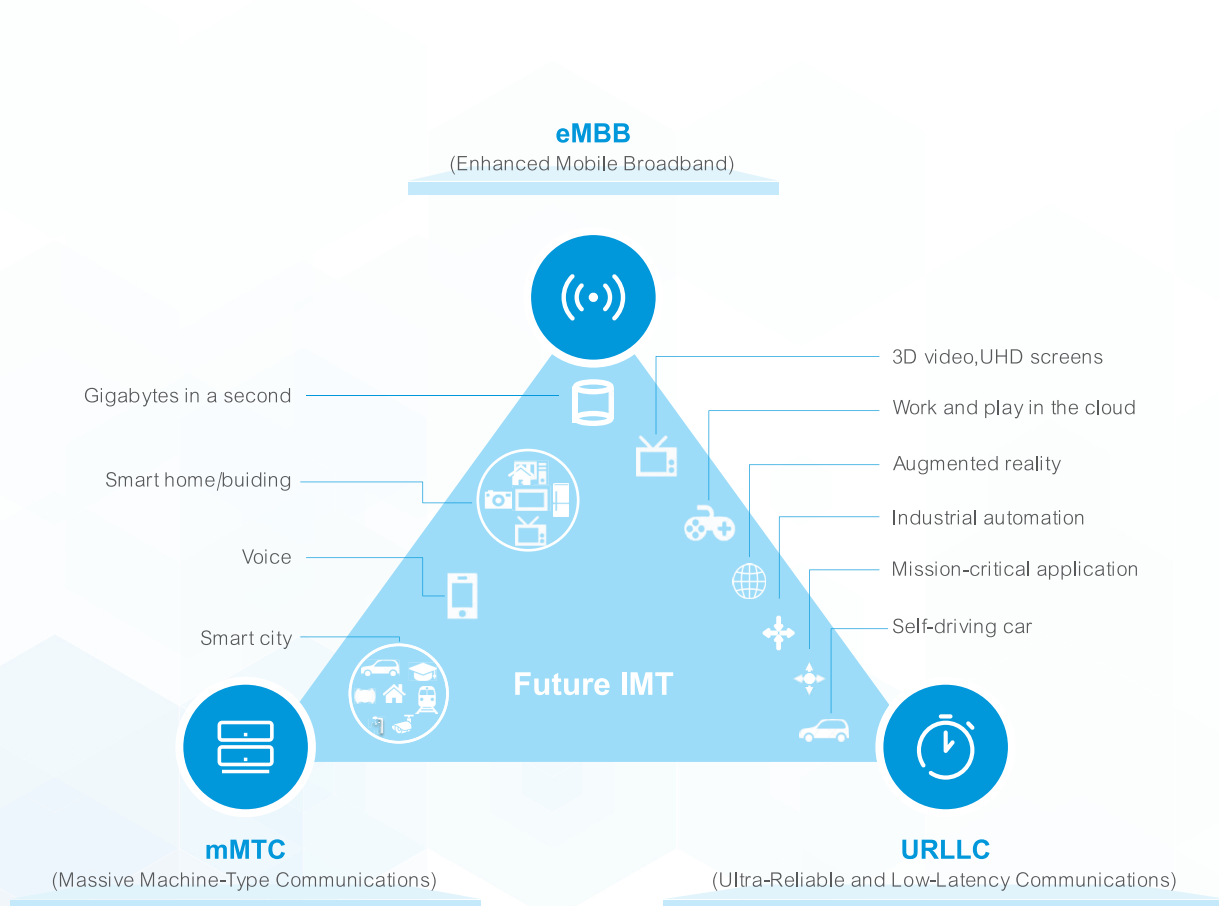 eMBB
(Enhanced Mobile Broadband)
3D video,UHD screens
Gigabytes in a second
Work and play in the cloud
Augmented reality
Smart home/buiding
Industrial automation
Voice
Mission-critical application
Self-driving car
Smart city
Future IMT
mMTC
(Massive Machine-Type Communications)
URLLC
(Ultra-Reliable and Low-Latency Communications)